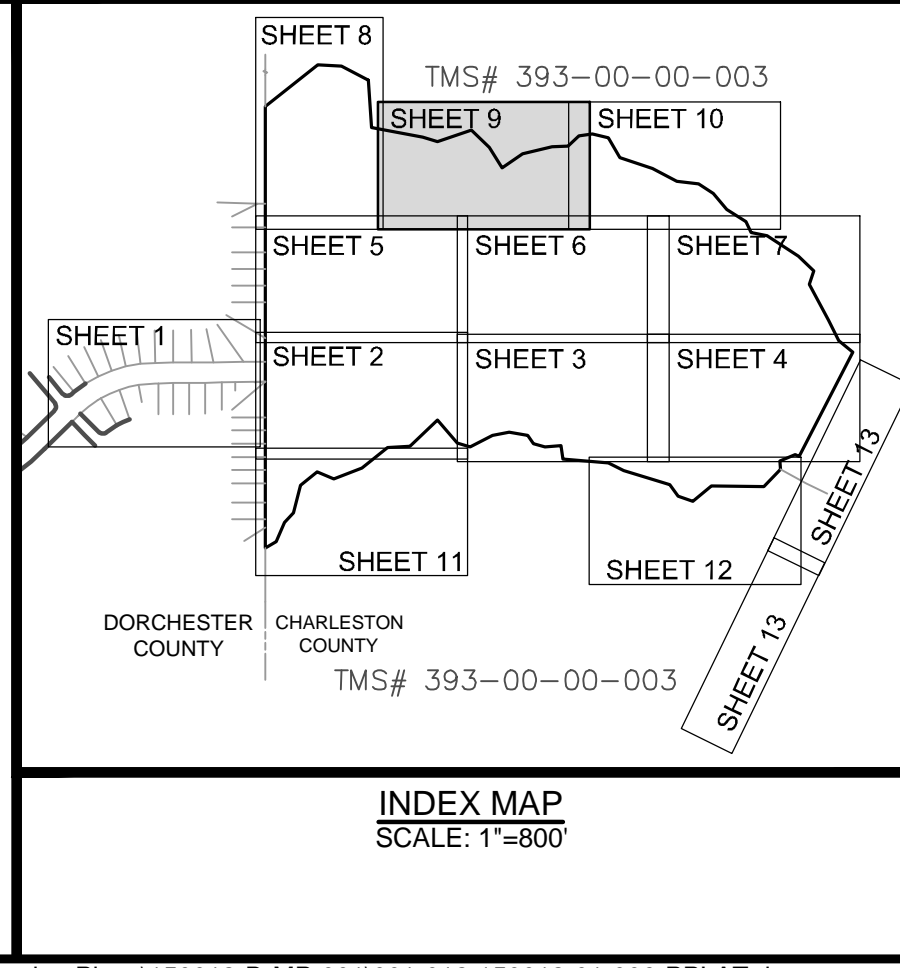 SHEET 8
TMS# 393-00-00-003
SHEET 9
SHEET 10
SHEET 5
SHEET 6
SHEET 7
SHEET 1
SHEET 2
SHEET 3
SHEET 4
SHEET 13
SHEET 11
SHEET 12
DORCHESTER
COUNTY
CHARLESTON
COUNTY
SHEET 13
TMS# 393-00-00-003
INDEX MAP
SCALE: 1"=800'